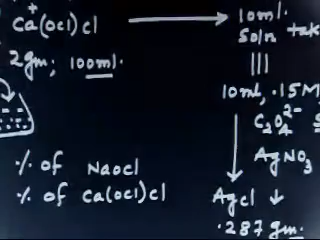 +
Ca(ocl)cl
2gm; 100ml.
10ml.
Soln tak
10ml, .15M
C2O4 2-
AgNO3
% of Naocl
% of Ca(ocl)cl
Agcl ↓
.287 gm.